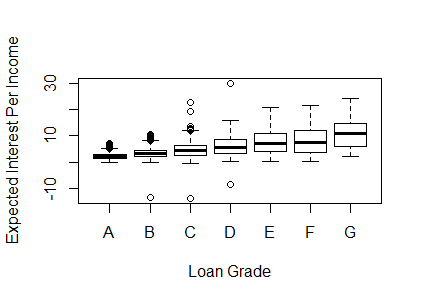 Expected Interest Per Income
30
10
-10
A B C D E F G
Loan Grade